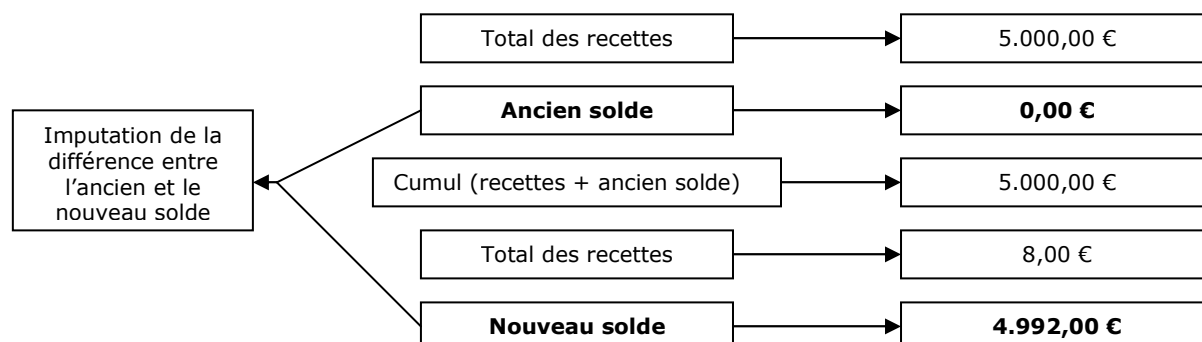 Total des recettes
5.000,00 €
Ancien solde
0,00 €
Imputation de la
différence entre
l’ancien et le
nouveau solde
Cumul (recettes + ancien solde)
5.000,00 €
Total des recettes
8,00 €
Nouveau solde
4.992,00 €